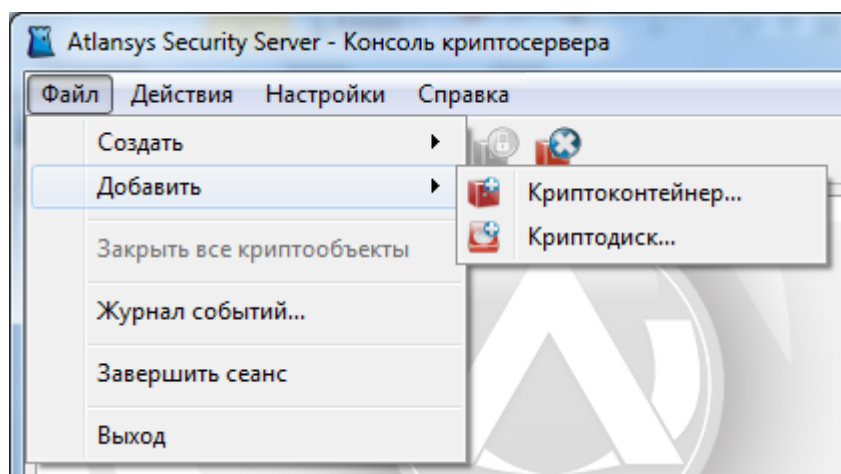 Atlansys Security Server - Консоль криптосервера
Файл Действия Настройки Справка
Создать
Добавить
Криптоконтейнер...
Криптодиск...
Закрыть все криптообъекты
Журнал событий...
Завершить сеанс
Выход